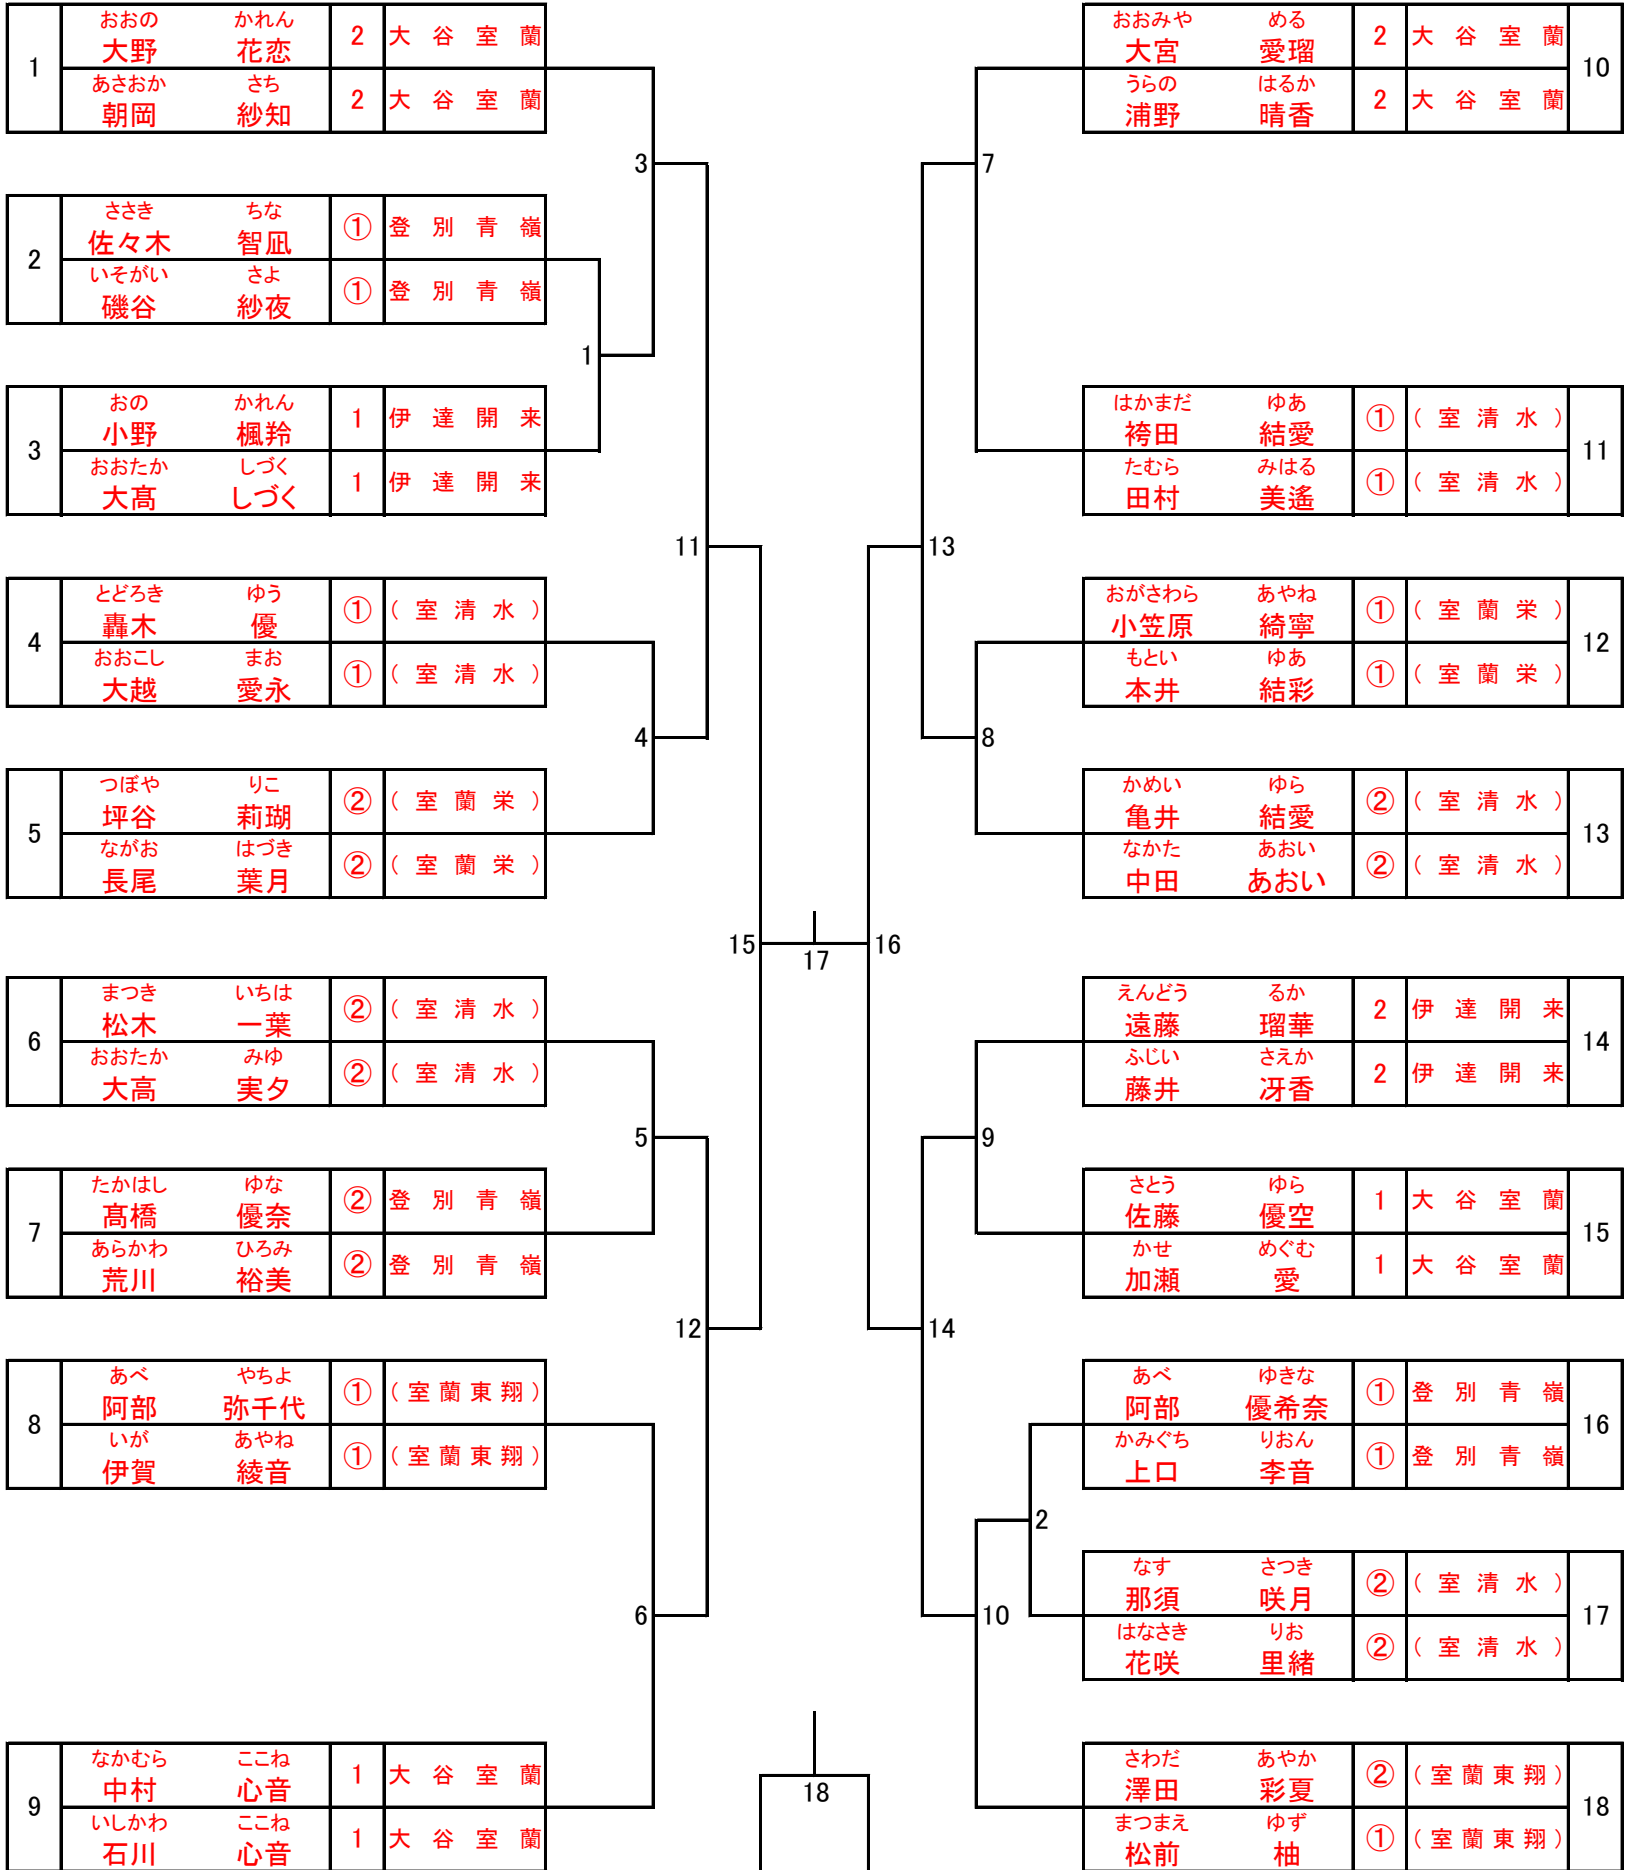 1
おおの かれん
大野 花恋 2 大谷室蘭
あさおか さち
朝岡 紗知 2 大谷室蘭
2
ささき ちな
佐々木 智凪 ① 登別青嶺
いそがい さよ
磯谷 紗夜 ① 登別青嶺
3
おの かれん
小野 楓羚 1 伊達開来
おおたか しづく
大髙 しづく 1 伊達開来
4
とどろき ゆう
轟木 優 ① (室清水)
おおこし まお
大越 愛永 ① (室清水)
5
つぼや りこ
坪谷 莉瑚 ② (室蘭栄)
ながお はづき
長尾 葉月 ② (室蘭栄)
6
まつき いちは
松木 一葉 ② (室清水)
おおたか みゆ
大高 実夕 ② (室清水)
7
たかはし ゆな
髙橋 優奈 ② 登別青嶺
あらかわ ひろみ
荒川 裕美 ② 登別青嶺
8
あべ やちよ
阿部 弥千代 ① (室蘭東翔)
いが あやね
伊賀 綾音 ① (室蘭東翔)
9
なかむら ここね
中村 心音 1 大谷室蘭
いしかわ ここね
石川 心音 1 大谷室蘭
3
1
11
4
15
5
12
6
17
18
7
13
8
16
9
14
2
10
おおみや める
大宮 愛瑠 2 大谷室蘭
10
うらの はるか
浦野 晴香 2 大谷室蘭
はかまだ ゆあ
袴田 結愛 ① (室清水)
11
たむら みはる
田村 美遙 ① (室清水)
おがさわら あやね
小笠原 綺寧 ① (室蘭栄)
12
もとい ゆあ
本井 結彩 ① (室蘭栄)
かめい ゆら
亀井 結愛 ② (室清水)
13
なかた あおい
中田 あおい ② (室清水)
えんどう るか
遠藤 瑠華 2 伊達開来
14
ふじい さえか
藤井 冴香 2 伊達開来
さとう ゆら
佐藤 優空 1 大谷室蘭
15
かせ めぐむ
加瀬 愛 1 大谷室蘭
あべ ゆきな
阿部 優希奈 ① 登別青嶺
16
かみぐち りおん
上口 李音 ① 登別青嶺
なす さつき
那須 咲月 ② (室清水)
17
はなさき りお
花咲 里緒 ② (室清水)
さわだ あやか
澤田 彩夏 ② (室蘭東翔)
18
まつまえ ゆず
松前 柚 ① (室蘭東翔)